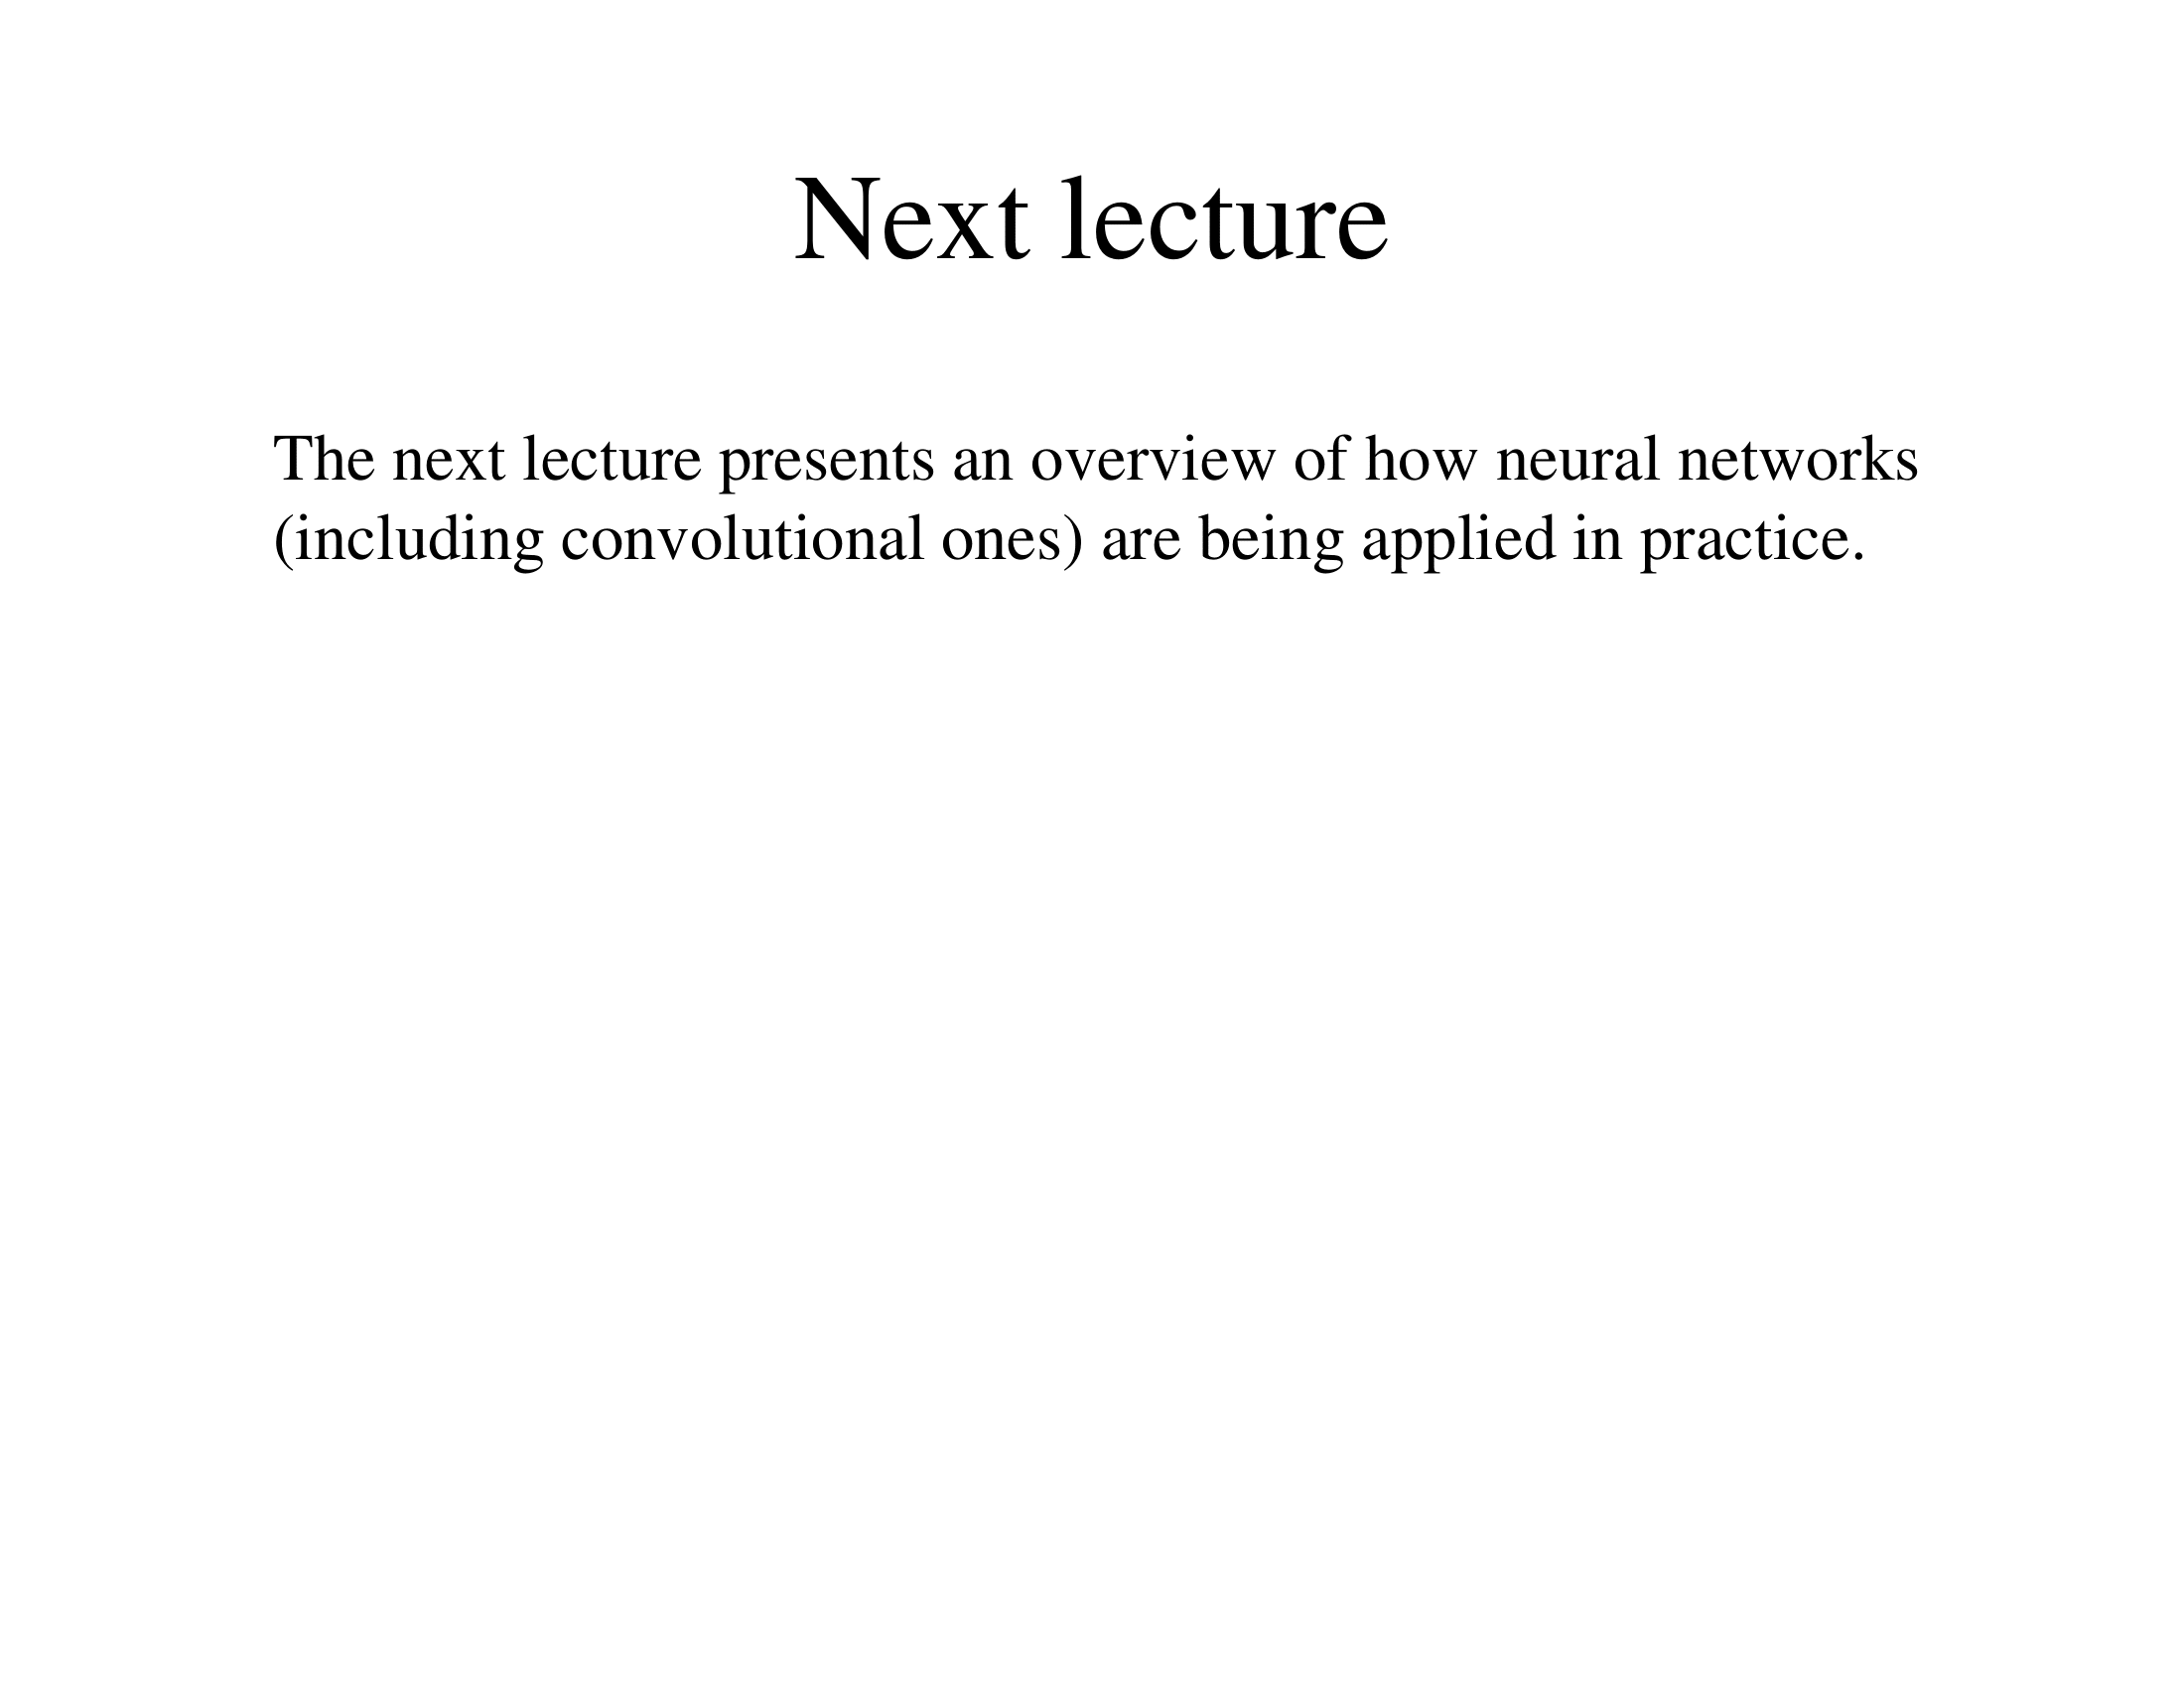 Next lecture
The next lecture presents an overview of how neural networks
(including convolutional ones) are being applied in practice.